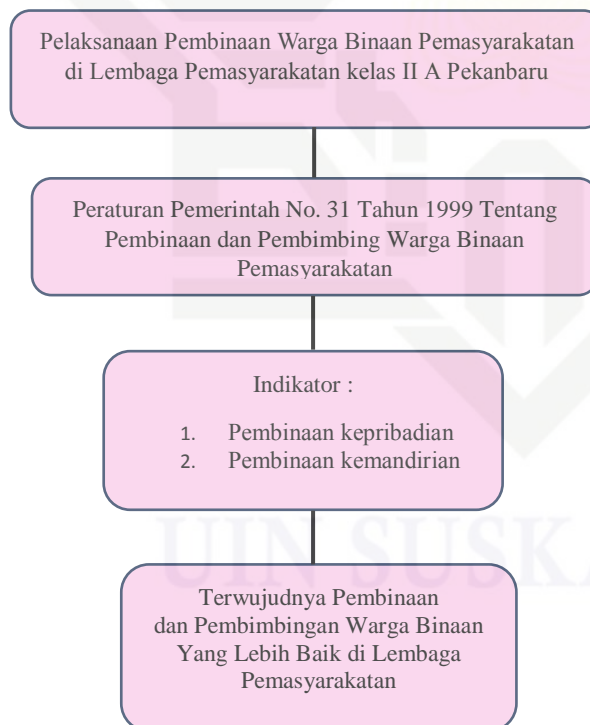 Pelaksanaan Pembinaan Warga Binaan Pemasyarakatan
di Lembaga Pemasyarakatan kelas II A Pekanbaru
Peraturan Pemerintah No. 31 Tahun 1999 Tentang
Pembinaan dan Pembimbing Warga Binaan
Pemasyarakatan
Indikator :
1. Pembinaan kepribadian
2. Pembinaan kemandirian
UIN SUSKA
Terwujudnya Pembinaan
dan Pembimbingan Warga Binaan
Yang Lebih Baik di Lembaga
Pemasyarakatan